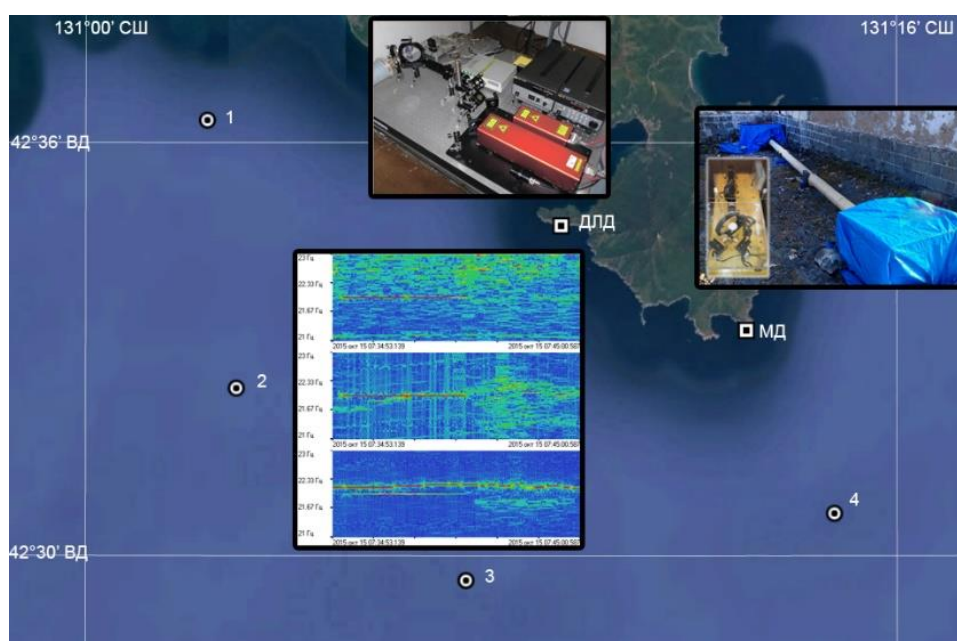 131°00' СШ
131°16' СШ
1
42°36' ВД
ДЛД
МД
2
23 Гц
22.33 Гц
21.67 Гц
21 Гц
2015 окт 15 07:34:53:139 2015 окт 15 07:45:00:587
23 Гц
22.33 Гц
21.67 Гц
21 Гц
2015 окт 15 07:34:53:139 2015 окт 15 07:45:00:587
23 Гц
22.33 Гц
21.67 Гц
21 Гц
2015 окт 15 07:34:53:139 2015 окт 15 07:45:00:587
4
42°30' ВД
3